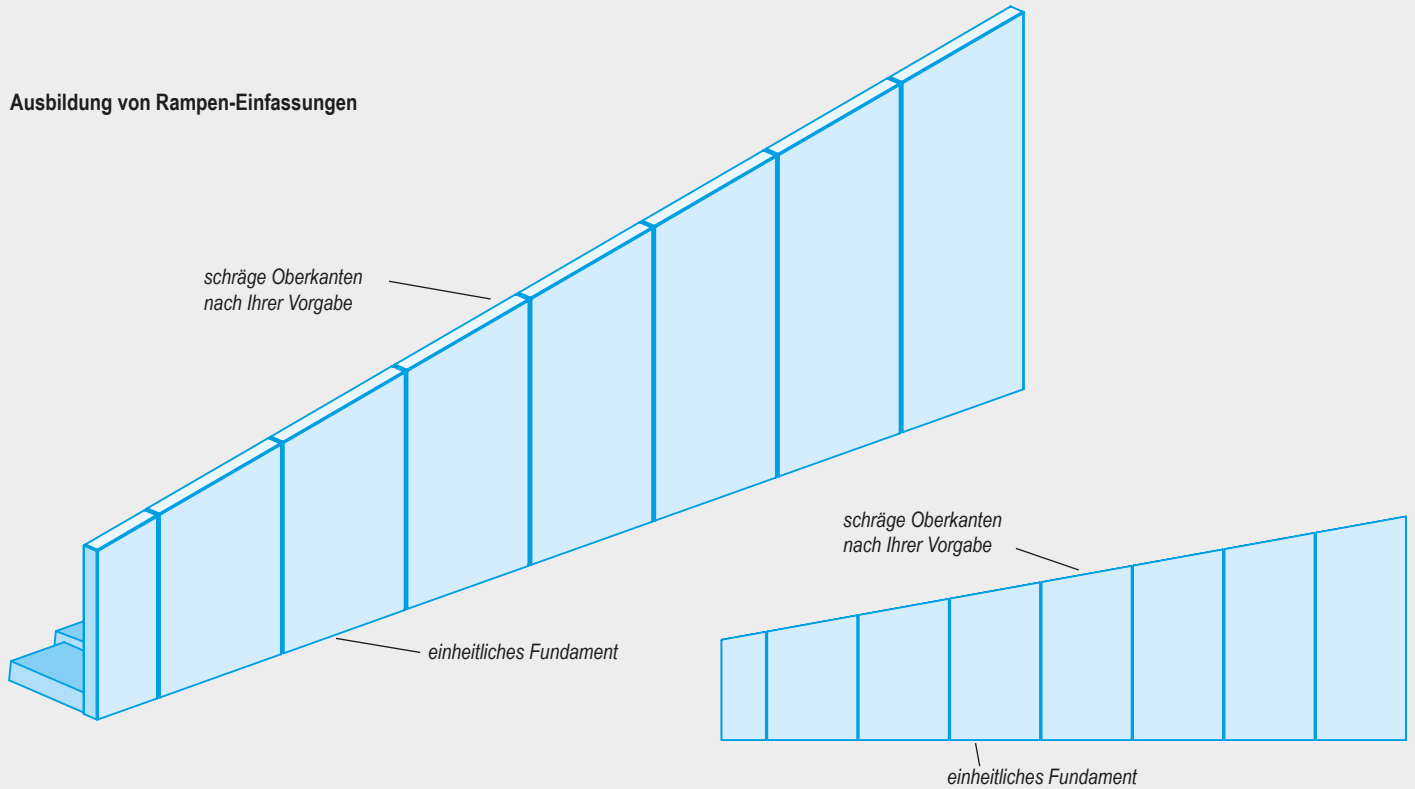 Ausbildung von Rampen-Einfassungen
schräge Oberkanten
nach Ihrer Vorgabe
einheitliches Fundament
schräge Oberkanten
nach Ihrer Vorgabe
einheitliches Fundament